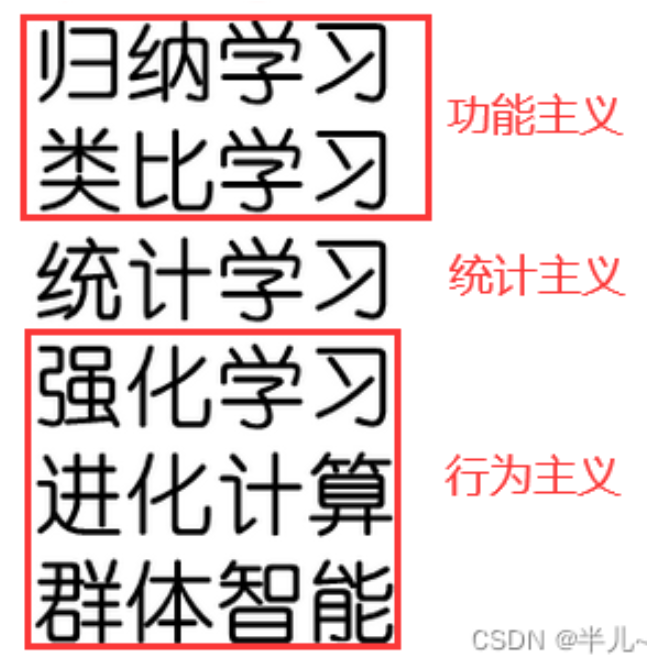 归纳学习
功能主义
类比学习
统计学习 统计主义
强化学习
进化计算 行为主义
群体智能
CSDN @半儿~